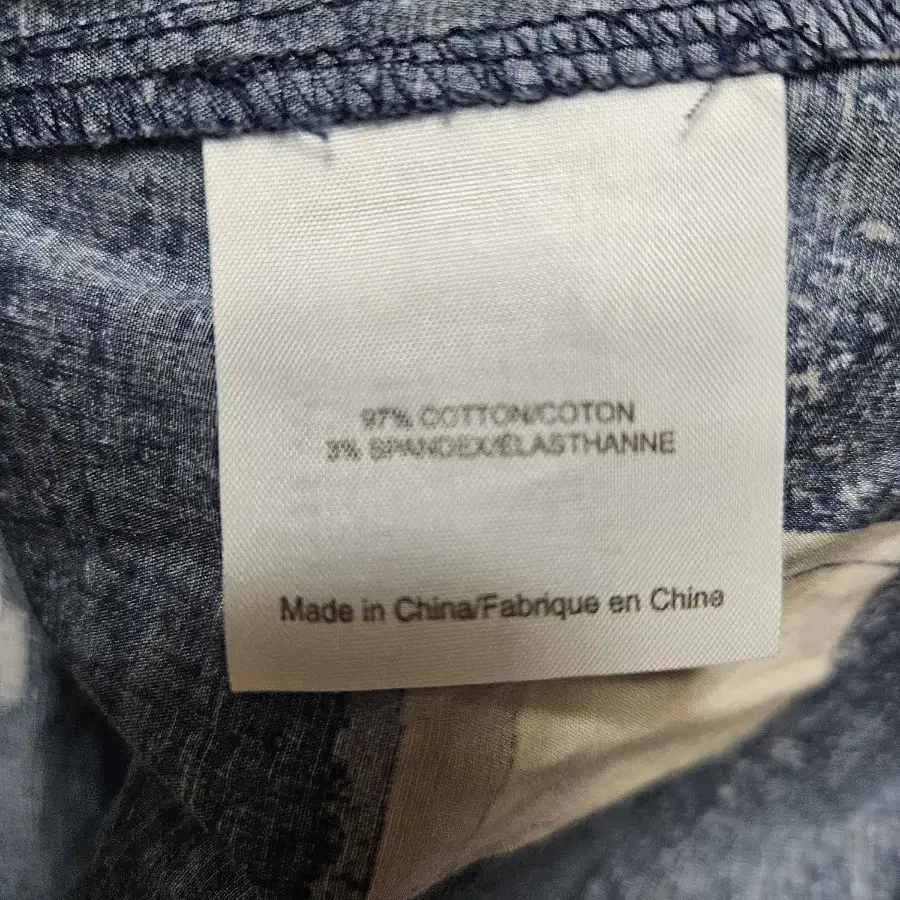 97% COTTON/COTON
3% SPANDEX/ÉLASTHANNE
Made in China/Fabrique en Chine